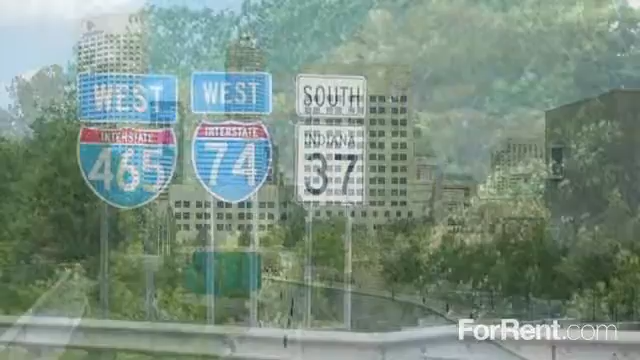 WEST
INTERSTATE
465
WEST
INTERSTATE
74
SOUTH
INDIANA
37
ForRent.com